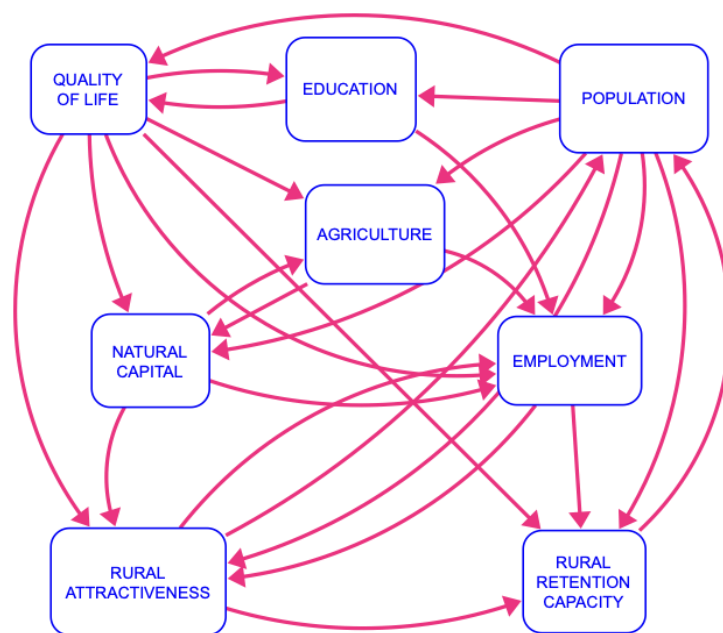 QUALITY
OF LIFE
EDUCATION
POPULATION
AGRICULTURE
NATURAL
CAPITAL
EMPLOYMENT
RURAL
ATTRACTIVENESS
RURAL
RETENTION
CAPACITY